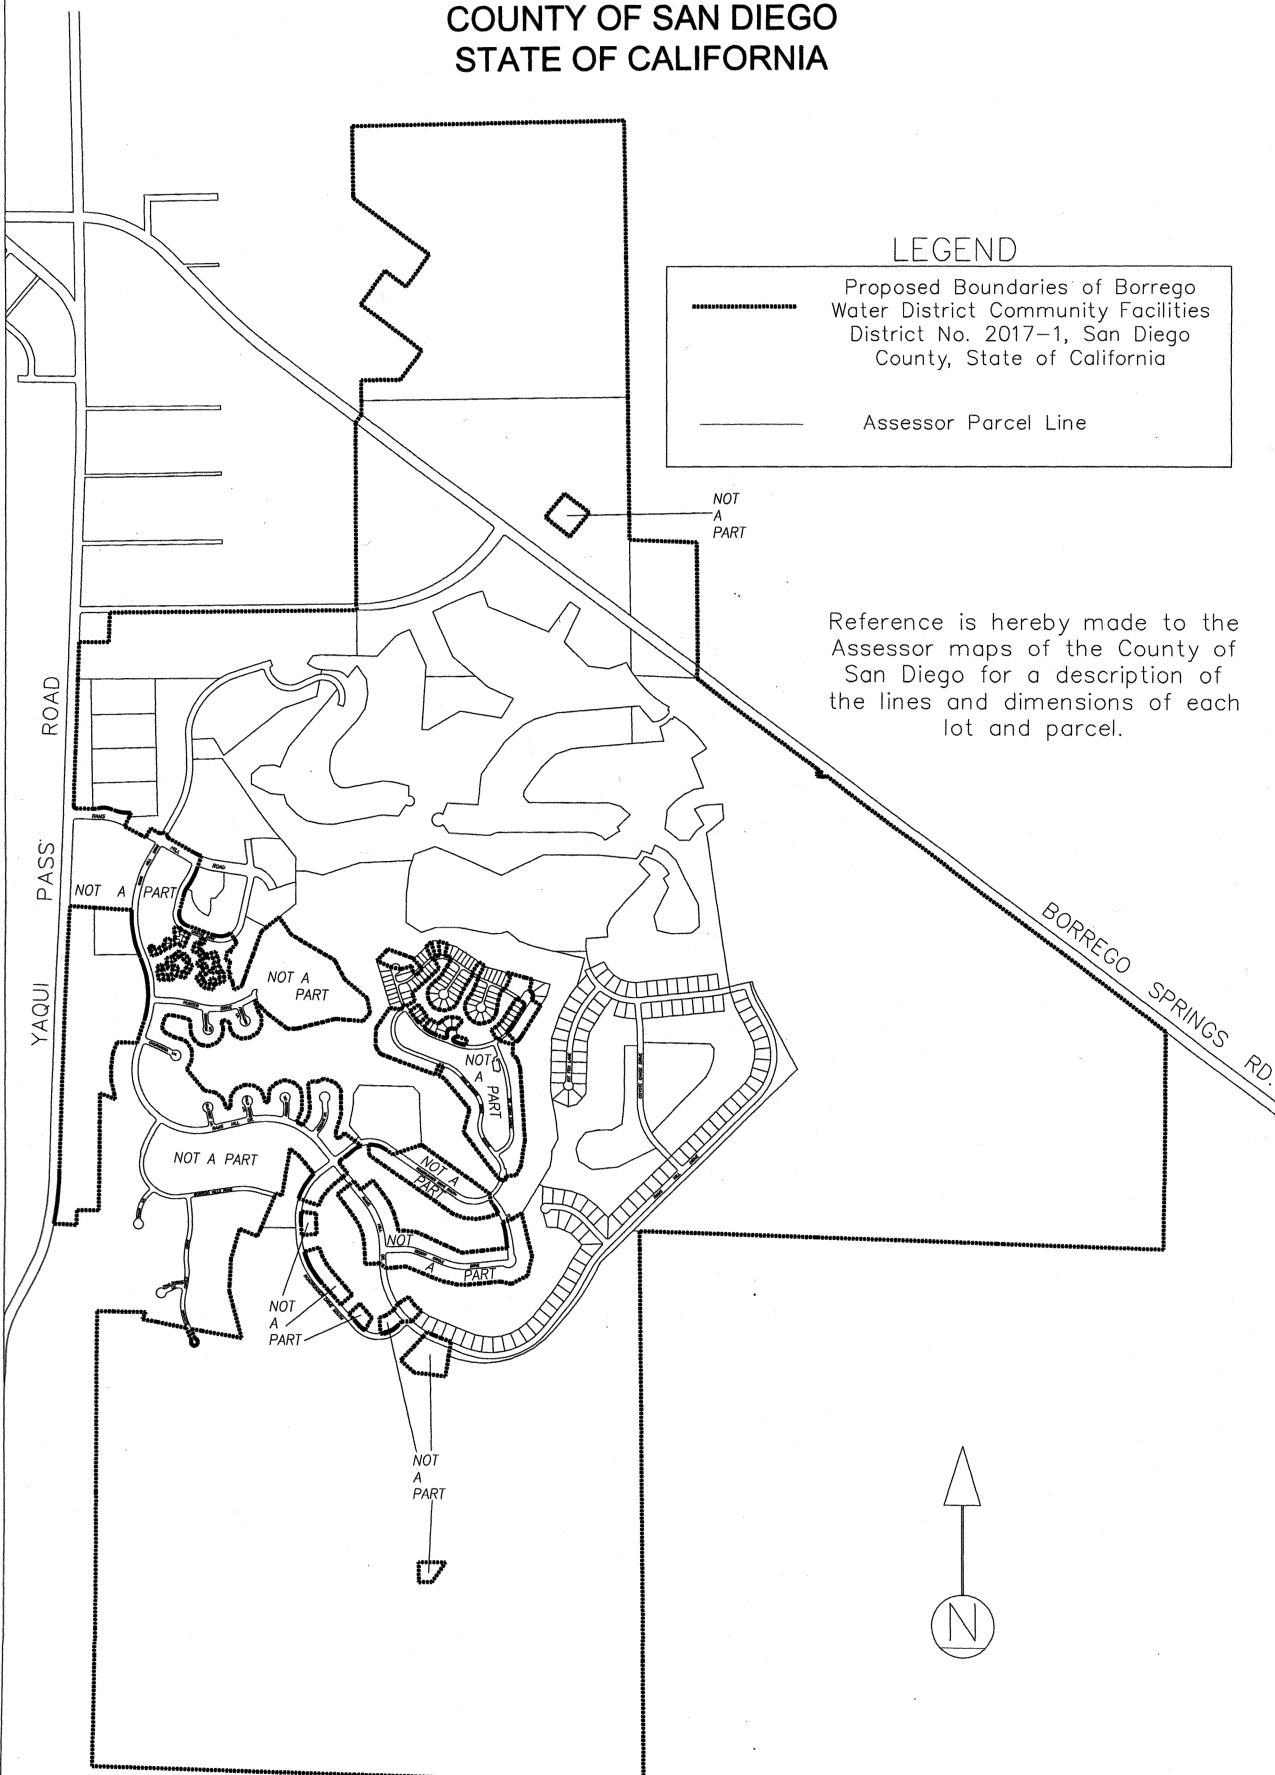 COUNTY OF SAN DIEGO
STATE OF CALIFORNIA
LEGEND
Proposed Boundaries of Borrego
Water District Community Facilities
District No. 2017-1, San Diego
County, State of California
Assessor Parcel Line
NOT
A
PART
Reference is hereby made to the
Assessor maps of the County of
San Diego for a description of
the lines and dimensions of each
lot and parcel.
YAQUI PASS ROAD
RAMS
HILL
ROAD
NOT A PART
NOT A
PART
BORREGO SPRINGS RD.
NOT
A
PART
NOT A PART
NOT A
PART
NOT
A
PART
NOT
A
PART
NOT
A
PART
N